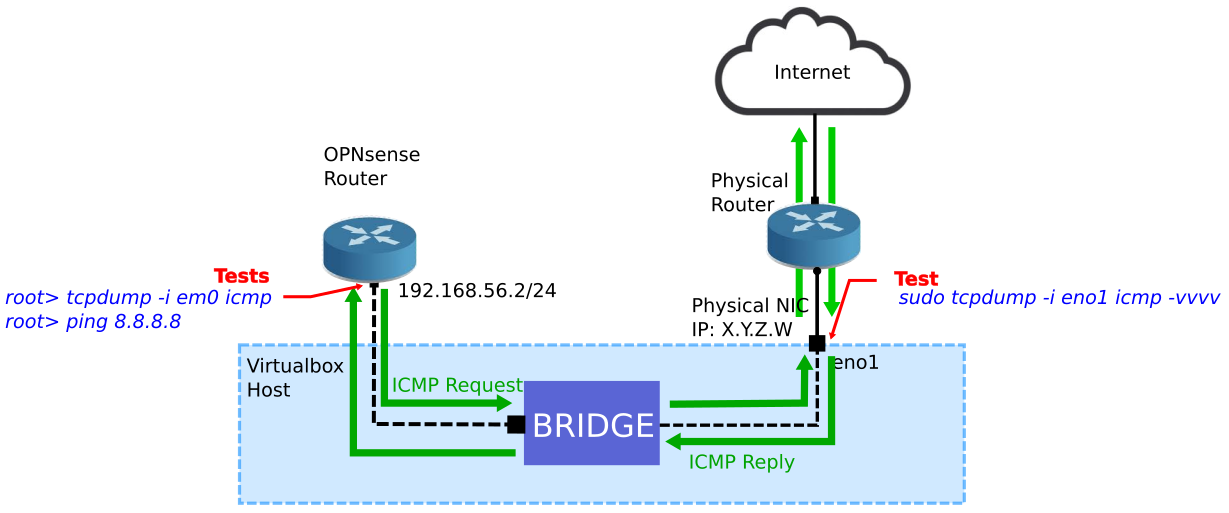 Internet
OPNsense
Router
Physical
Router
Tests
root> tcpdump -i em0 icmp
root> ping 8.8.8.8
192.168.56.2/24
Test
sudo tcpdump -i eno1 icmp -vvvv
Physical NIC
IP: X.Y.Z.W
Virtualbox
Host
eno1
ICMP Request
BRIDGE
ICMP Reply